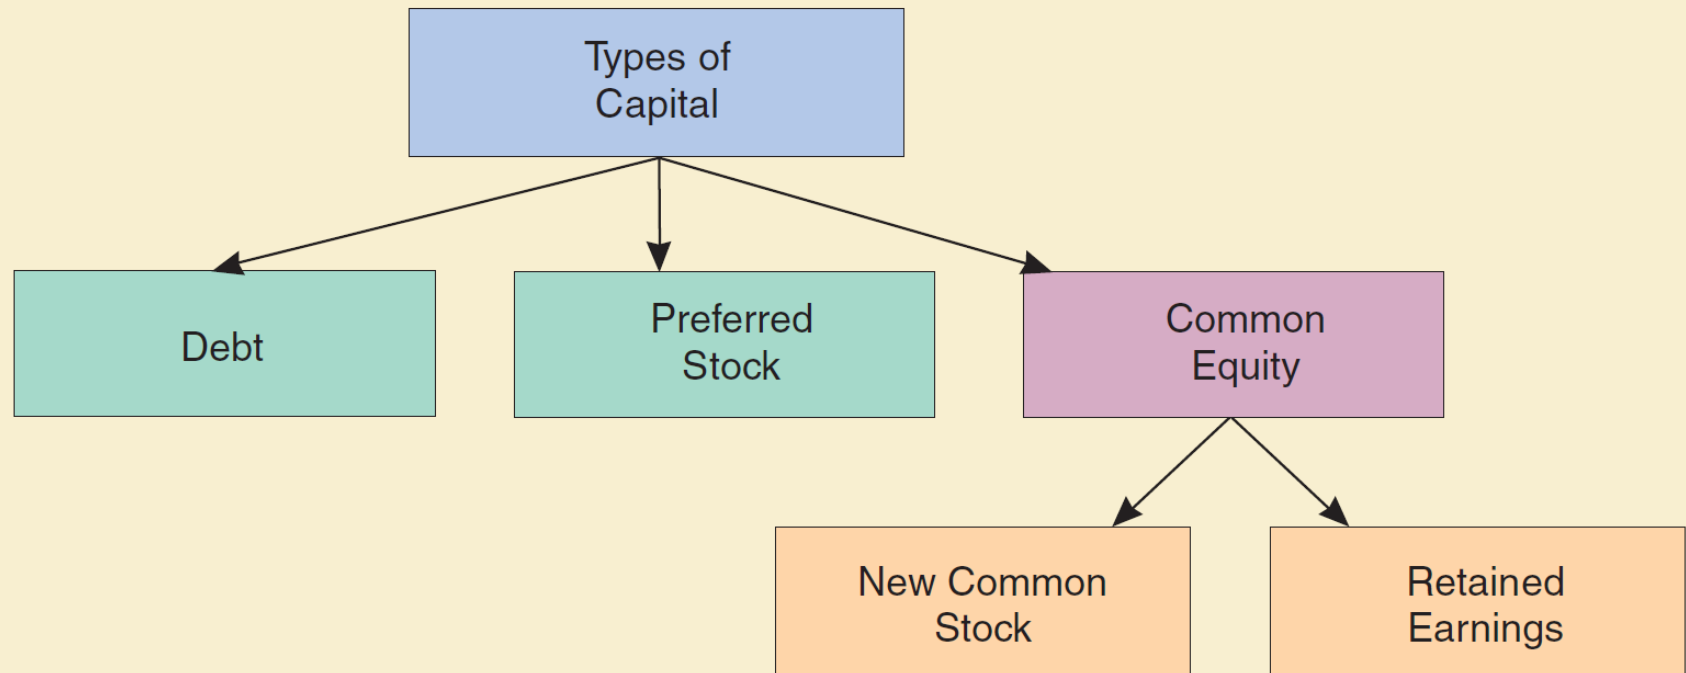 Types of
Capital
Debt
Preferred
Stock
Common
Equity
New Common
Stock
Retained
Earnings